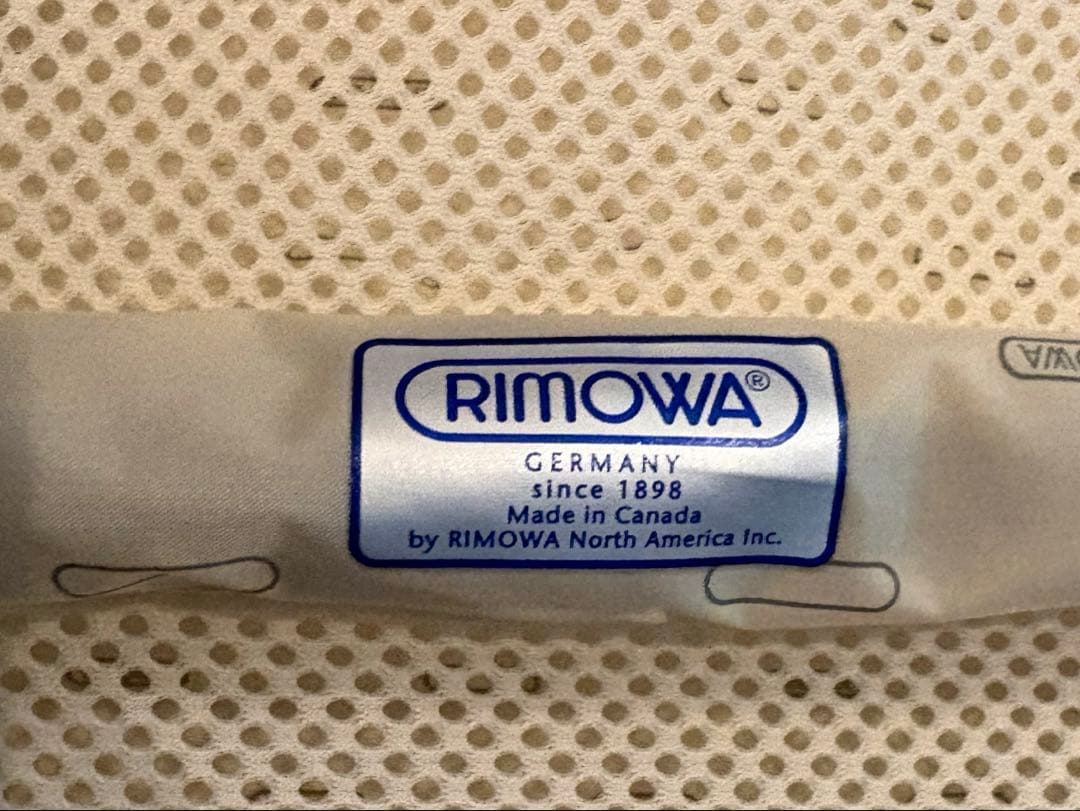 RIMOWA®
GERMANY
since 1898
Made in Canada
by RIMOWA North America Inc.